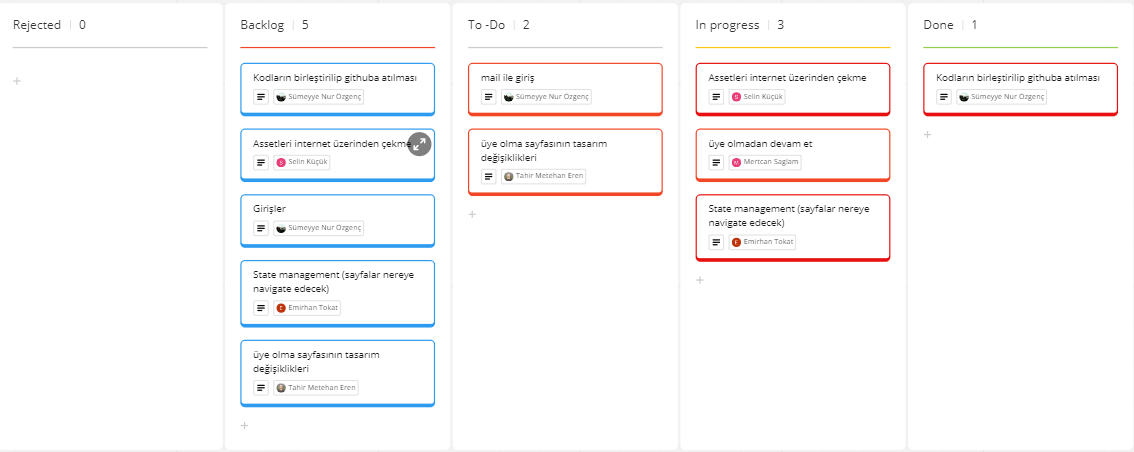 Rejected 0
Backlog 5
Kodların birleştirilip githuba atılması
Sümeyye Nur Özgenç
Assetleri internet üzerinden çekme
Selin Küçük
Girişler
Sümeyye Nur Özgenç
State management (sayfalar nereye
navigate edecek)
E
Emirhan Tokat
üye olma sayfasının tasarım
değişiklikleri
Tahir Metehan Eren
To -Do 2
mail ile giriş
Sümeyye Nur Özgenç
üye olma sayfasının tasarım
değişiklikleri
Tahir Metehan Eren
In progress 3
Assetleri internet üzerinden çekme
S
Selin Küçük
üye olmadan devam et
M
Mertcan Saglam
State management (sayfalar nereye
navigate edecek)
E
Emirhan Tokat
Done 1
Kodların birleştirilip githuba atılması
Sümeyye Nur Özgenç